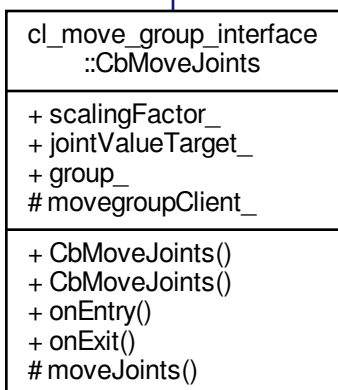 cl_move_group_interface
::CbMoveJoints
+ scalingFactor_
+ jointValueTarget_
+ group_
# movegroupClient_
+ CbMoveJoints()
+ CbMoveJoints()
+ onEntry()
+ onExit()
# moveJoints()